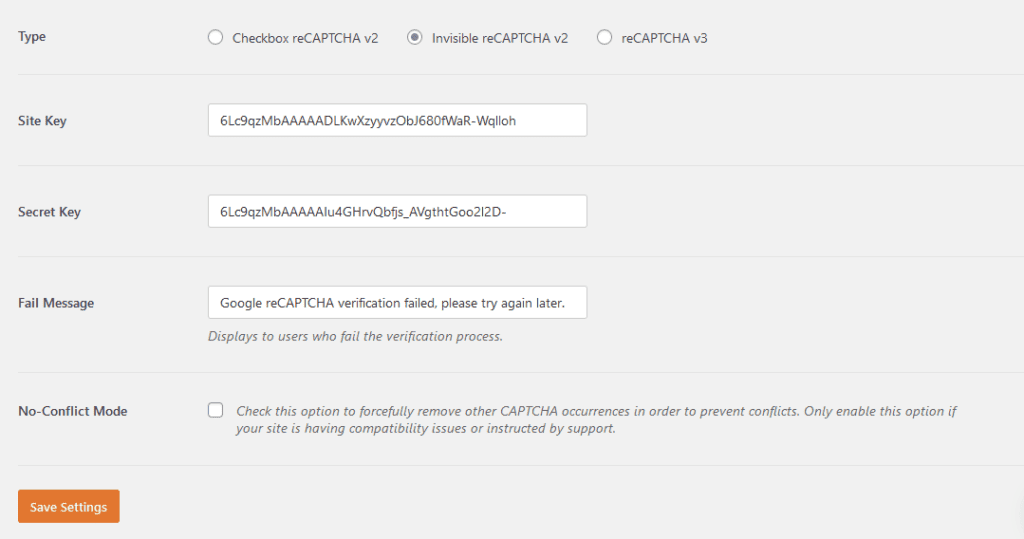 Type
Checkbox reCAPTCHA v2 Invisible reCAPTCHA v2 reCAPTCHA v3
Site Key
6Lc9qzMbAAAAADLKwXzyyvzObJ680fWaR-Wqlloh
Secret Key
6Lc9qzMbAAAAAIu4GHrvQbfjs_AVgthtGoo2I2D-
Fail Message
Google reCAPTCHA verification failed, please try again later.
Displays to users who fail the verification process.
No-Conflict Mode
Check this option to forcefully remove other CAPTCHA occurrences in order to prevent conflicts. Only enable this option if
your site is having compatibility issues or instructed by support.
Save Settings